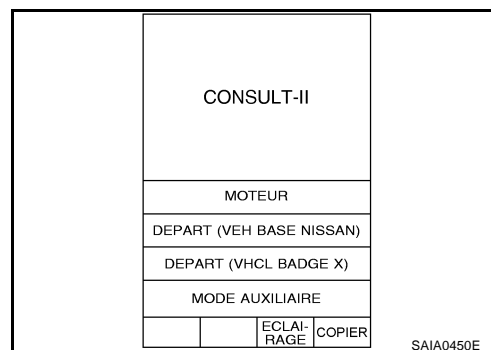 CONSULT-II
MOTEUR
DEPART (VEH BASE NISSAN)
DEPART (VHCL BADGE X)
MODE AUXILIAIRE
ECLAI-
RAGE
COPIER
SAIA0450E